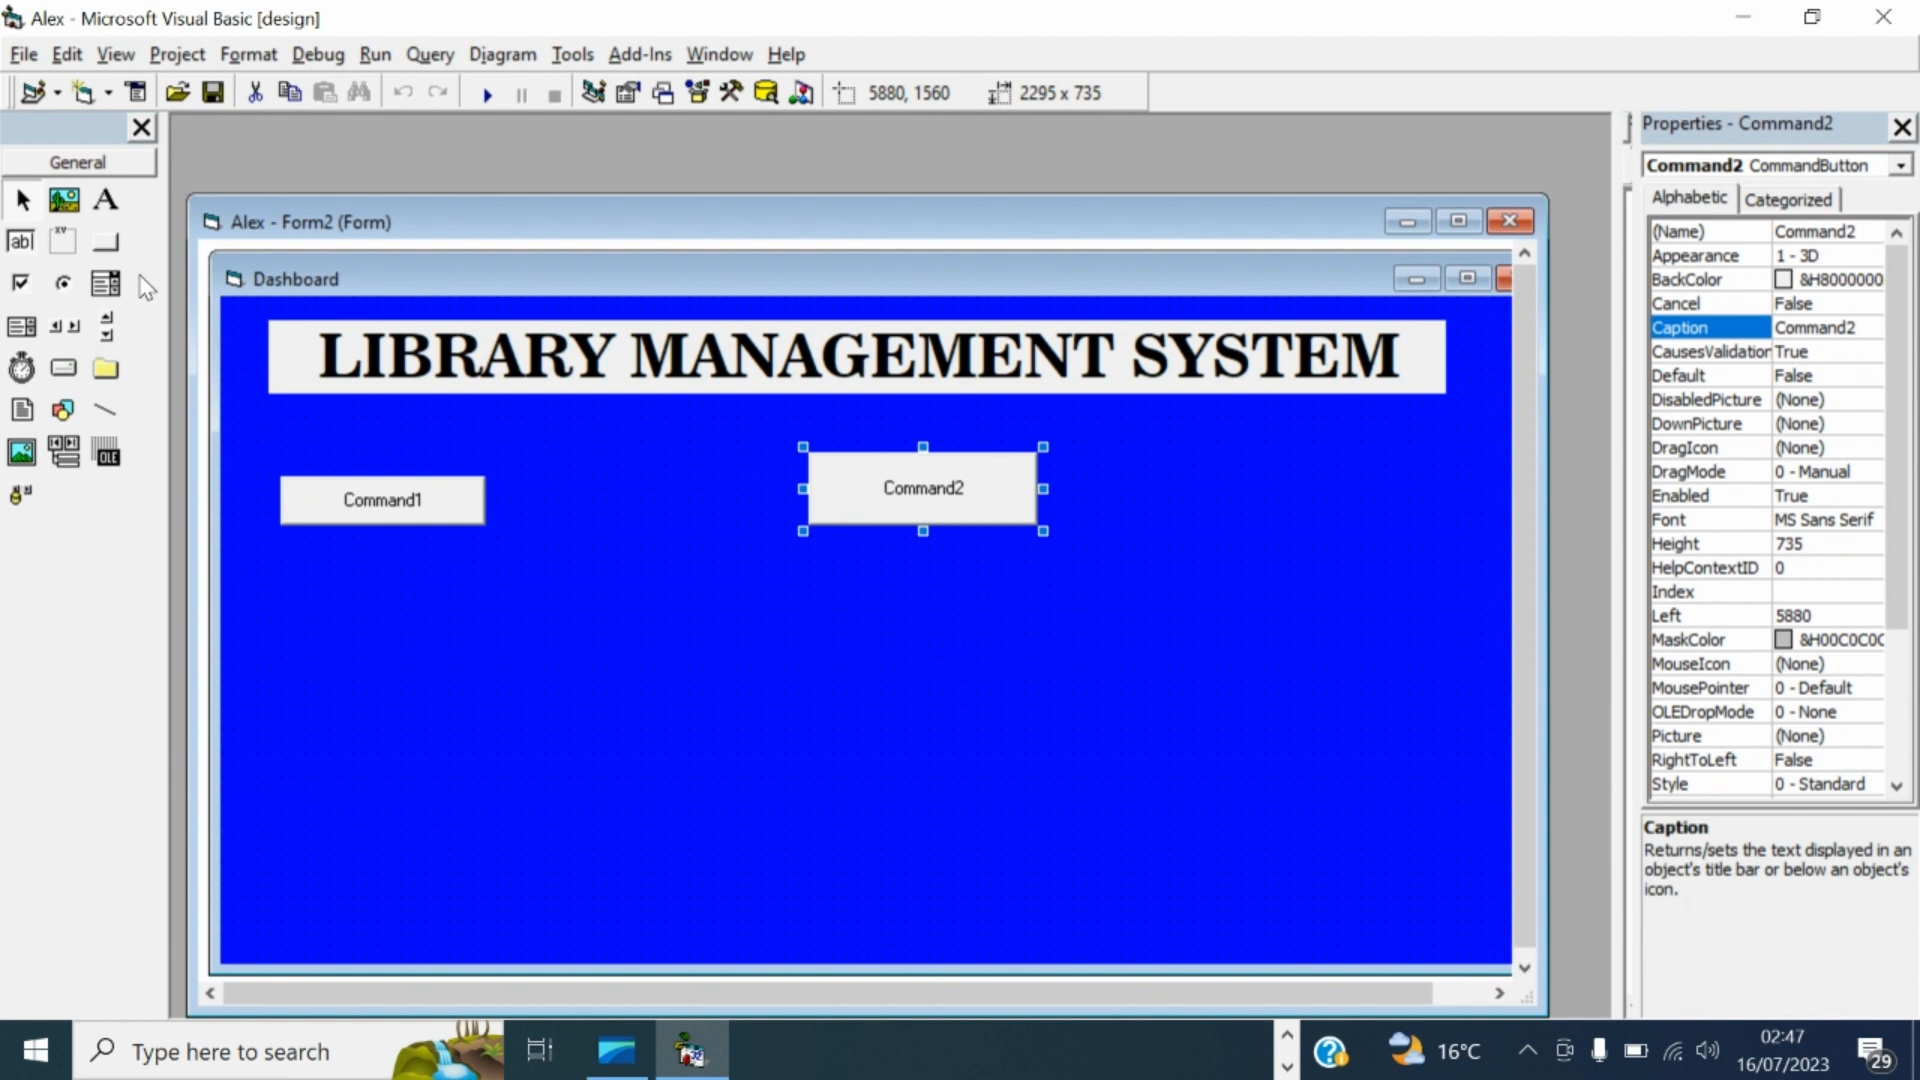 Alex - Microsoft Visual Basic [design]
File Edit View Project Format Debug Run Query Diagram Tools Add-Ins Window Help
5880, 1560 2295 x 735
General
A
abl
XY
OLE
Alex - Form2 (Form)
Dashboard
LIBRARY MANAGEMENT SYSTEM
Command1
Command2
Properties - Command2
Command2 CommandButton
Alphabetic Categorized
(Name) Command2
Appearance 1 - 3D
BackColor &H8000000
Cancel False
Caption Command2
CausesValidation True
Default False
DisabledPicture (None)
DownPicture (None)
DragIcon (None)
DragMode 0 - Manual
Enabled True
Font MS Sans Serif
Height 735
HelpContextID 0
Index
Left 5880
MaskColor &H00C0C0C
MouseIcon (None)
MousePointer 0 - Default
OLEDropMode 0 - None
Picture (None)
RightToLeft False
Style 0 - Standard
Caption
Returns/sets the text displayed in an
object's title bar or below an object's
icon.
Type here to search
16°C
02:47
16/07/2023
29